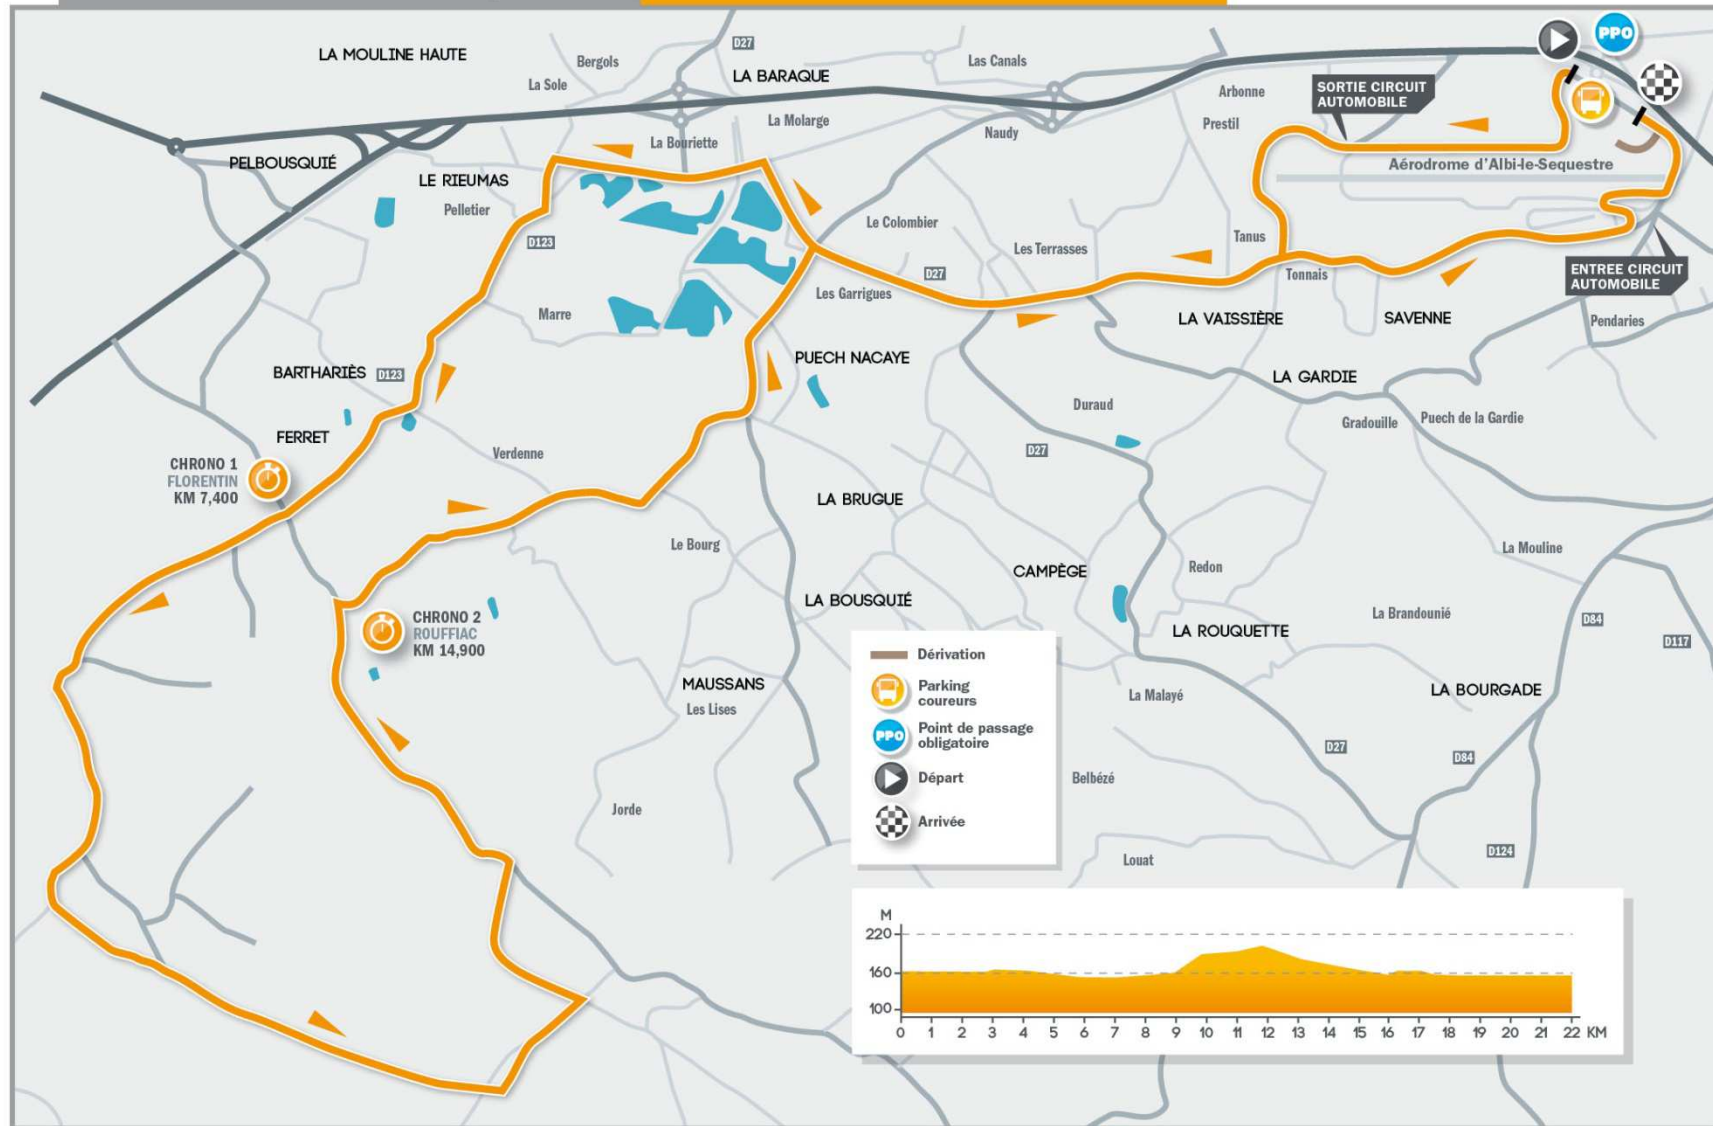 LA MOULINE HAUTE
Bergols
D27
LA BARAQUE
Las Canals
PPO
La Sole
Arbonne
SORTIE CIRCUIT
AUTOMOBILE
La Molarge
Naudy
Prestil
La Bouriette
PELBOUSQUIÉ
Aérodrome d'Albi-le-Sequestre
LE RIEUMAS
Pelletier
Le Colombier
D123
Les Terrasses
Tanus
D27
Tonnais
ENTREE CIRCUIT
AUTOMOBILE
Les Garrigues
Marre
LA VAISSIÈRE
SAVENNE
Pendaries
PUECH NACAYE
BARTHARIÈS
D123
LA GARDIE
Duraud
Gradouille
Puech de la Gardie
FERRET
Verdenne
D27
CHRONO 1
FLORENTIN
KM 7,400
LA BRUGUE
Le Bourg
La Mouline
CAMPÈGE
Redon
LA BOUSQUIÉ
La Brandounié
D84
CHRONO 2
ROUFFIAC
KM 14,900
LA ROUQUETTE
D117
MAUSSANS
Les Lises
La Malayé
LA BOURGADE
D27
D84
Belbézé
Jorde
D124
Louat
Dérivation
Parking
coureurs
PPO
Point de passage
obligatoire
Départ
Arrivée
M
220
160
100
0 1 2 3 4 5 6 7 8 9 10 11 12 13 14 15 16 17 18 19 20 21 22 KM